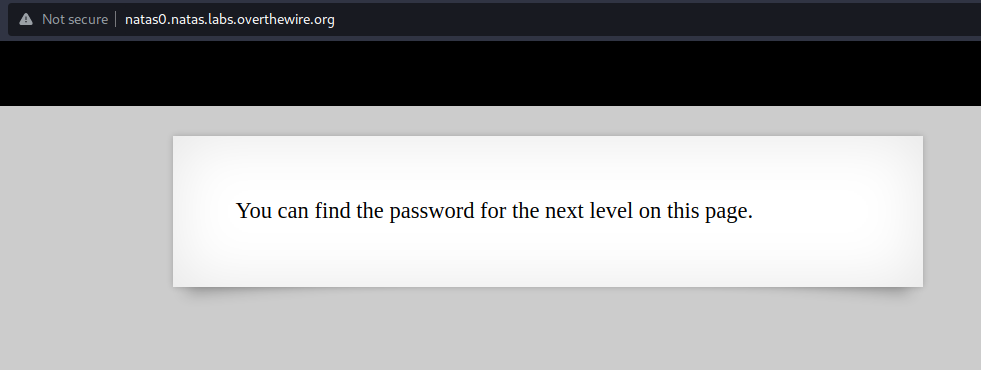 Not secure natas0.natas.labs.overthewire.org
You can find the password for the next level on this page.